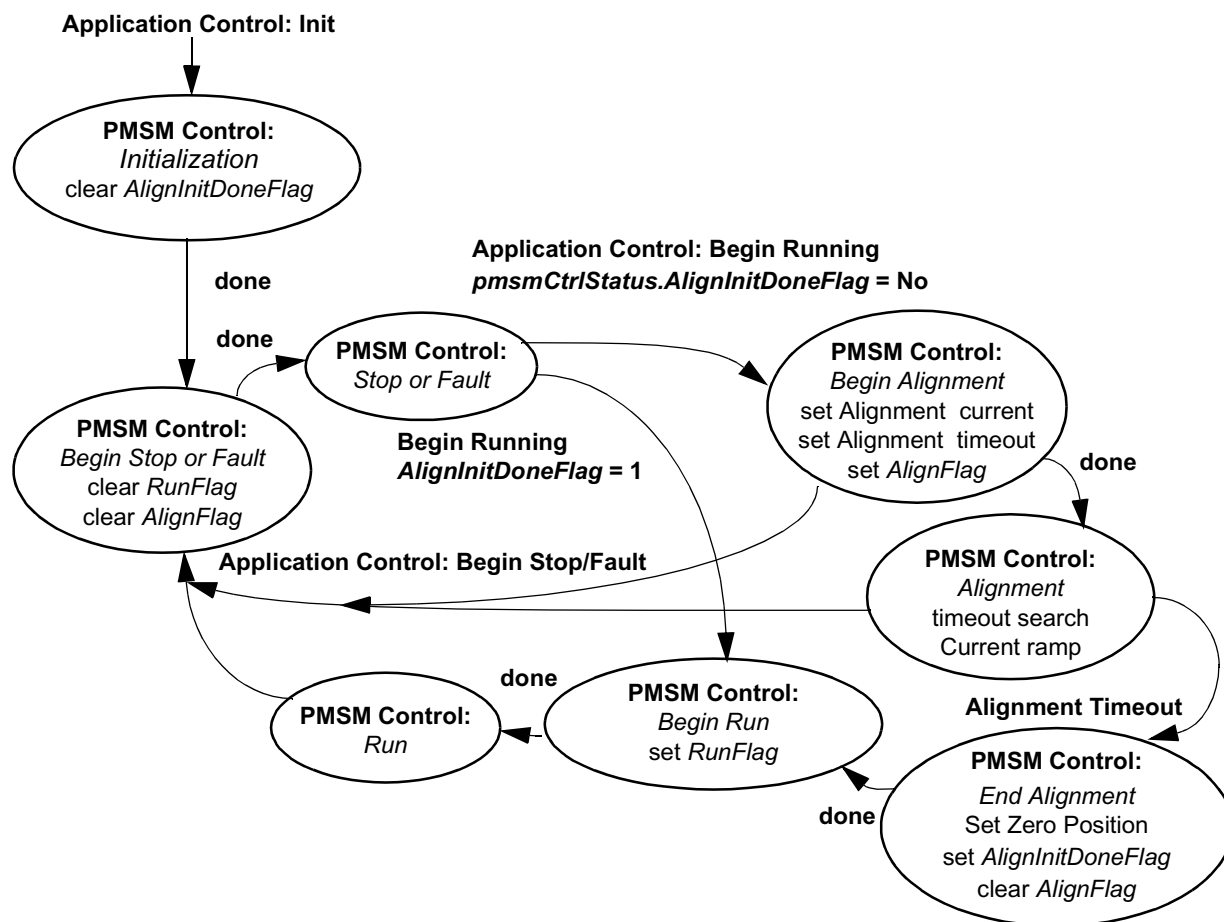 Application Control: Init
PMSM Control:
Initialization
clear AlignInitDoneFlag
done
Application Control: Begin Running
pmsmCtrlStatus.AlignInitDoneFlag = No
done
PMSM Control:
Stop or Fault
PMSM Control:
Begin Alignment
set Alignment current
set Alignment timeout
set AlignFlag
PMSM Control:
Begin Stop or Fault
clear RunFlag
clear AlignFlag
Begin Running
AlignInitDoneFlag = 1
done
Application Control: Begin Stop/Fault
PMSM Control:
Alignment
timeout search
Current ramp
done
PMSM Control:
Run
PMSM Control:
Begin Run
set RunFlag
Alignment Timeout
PMSM Control:
End Alignment
Set Zero Position
set AlignInitDoneFlag
clear AlignFlag
done